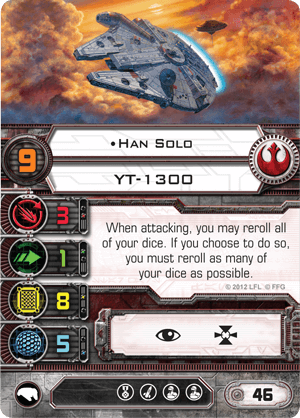 •Han Solo
9
YT-1300
3
When attacking, you may reroll all
of your dice. If you choose to do so,
you must reroll as many of
your dice as possible.
1
© 2012 LFL © FFG
8
5
46